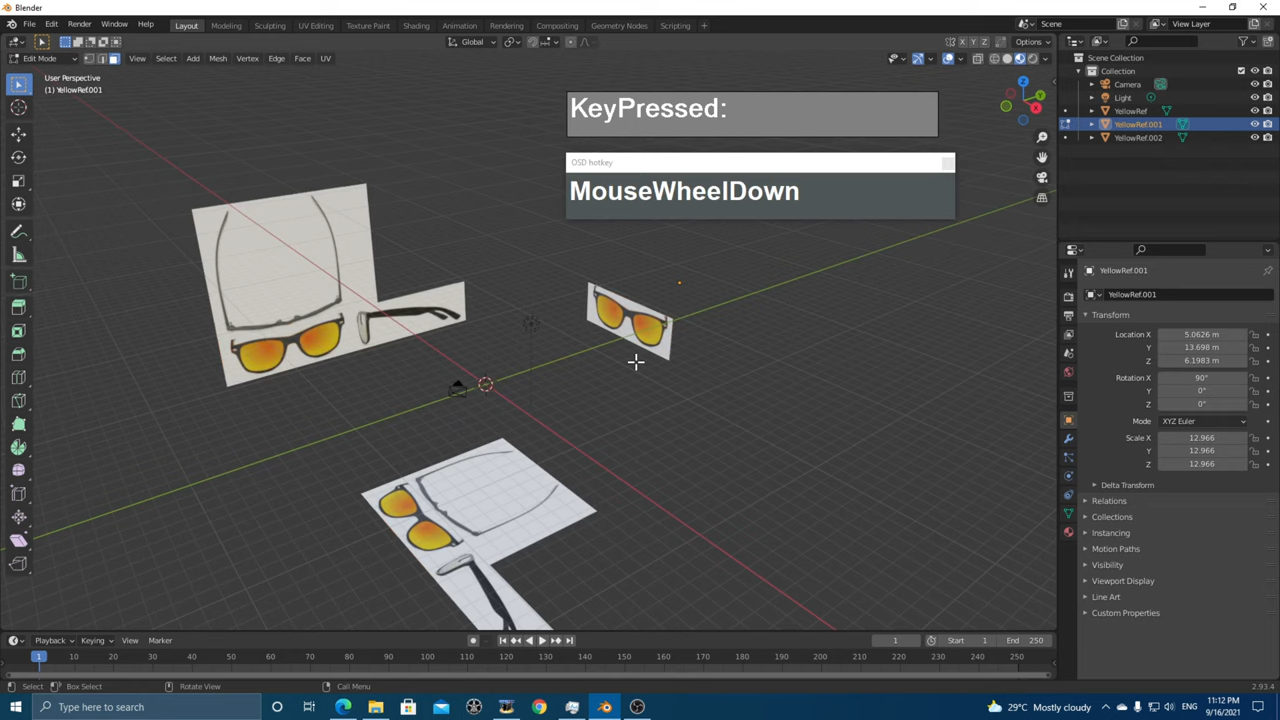 Blender
File Edit Render Window Help
Layout Modeling Sculpting UV Editing Texture Paint Shading Animation Rendering Compositing Geometry Nodes Scripting +
Scene
View Layer
Global
X Y Z
Options
Edit Mode
View Select Add Mesh Vertex Edge Face UV
User Perspective
(1) YellowRef.001
KeyPressed:
OSD hotkey
MouseWheelDown
Z
Y
X
Scene Collection
Collection
Camera
Light
YellowRef
YellowRef.001
YellowRef.002
YellowRef.001
YellowRef.001
Transform
Location X 5.0626 m
Y 13.698 m
Z 6.1983 m
Rotation X 90°
Y 0°
Z 0°
Mode XYZ Euler
Scale X 12.966
Y 12.966
Z 12.966
Delta Transform
Relations
Collections
Instancing
Motion Paths
Visibility
Viewport Display
Line Art
Custom Properties
Playback Keying View Marker
1 Start 1 End 250
1 10 20 30 40 50 60 70 80 90 100 110 120 130 140 150 160 170 180 190 200 210 220 230 240 250
Select Box Select Rotate View Call Menu
2.93.4
Type here to search
29°C Mostly cloudy
11:12 PM
9/16/2021